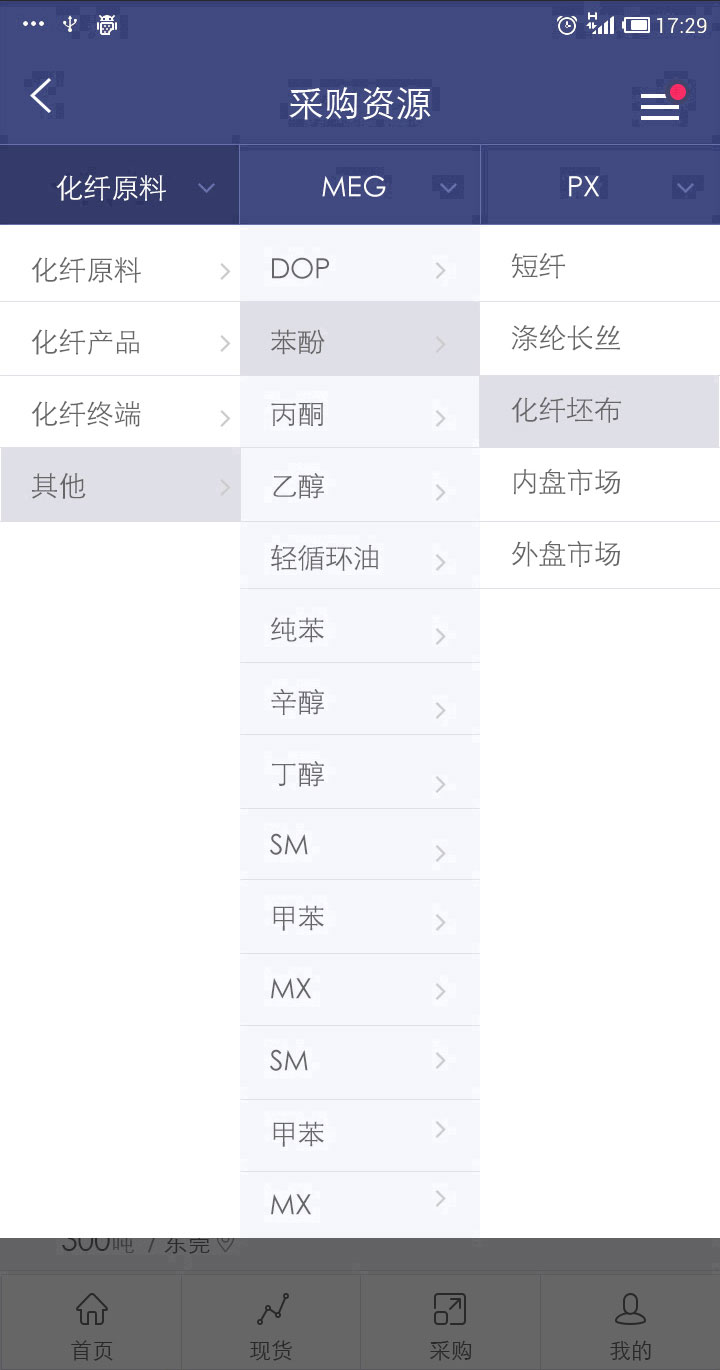 17:29
采购资源
化纤原料
MEG
PX
化纤原料
化纤产品
化纤终端
其他
DOP
苯酚
丙酮
乙醇
轻循环油
纯苯
辛醇
丁醇
SM
甲苯
MX
SM
甲苯
MX
短纤
涤纶长丝
化纤坯布
内盘市场
外盘市场
300吨 / 东莞
首页
现货
采购
我的